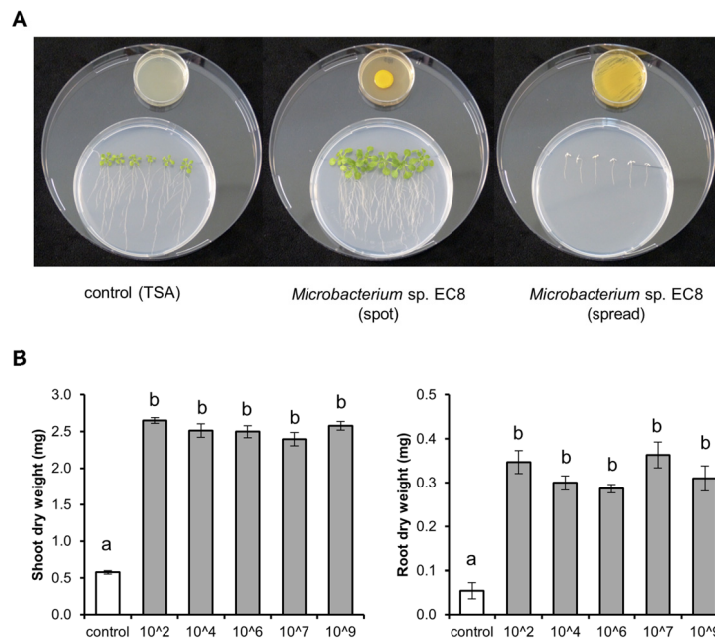 A
control (TSA)
Microbacterium sp. EC8
(spot)
Microbacterium sp. EC8
(spread)
B
Shoot dry weight (mg)
3.0
2.5
2.0
1.5
1.0
0.5
0.0
a
b
b
b
b
b
control 10^2 10^4 10^6 10^7 10^9
Root dry weight (mg)
0.5
0.4
0.3
0.2
0.1
0.0
a
b
b
b
b
b
control 10^2 10^4 10^6 10^7 10^9